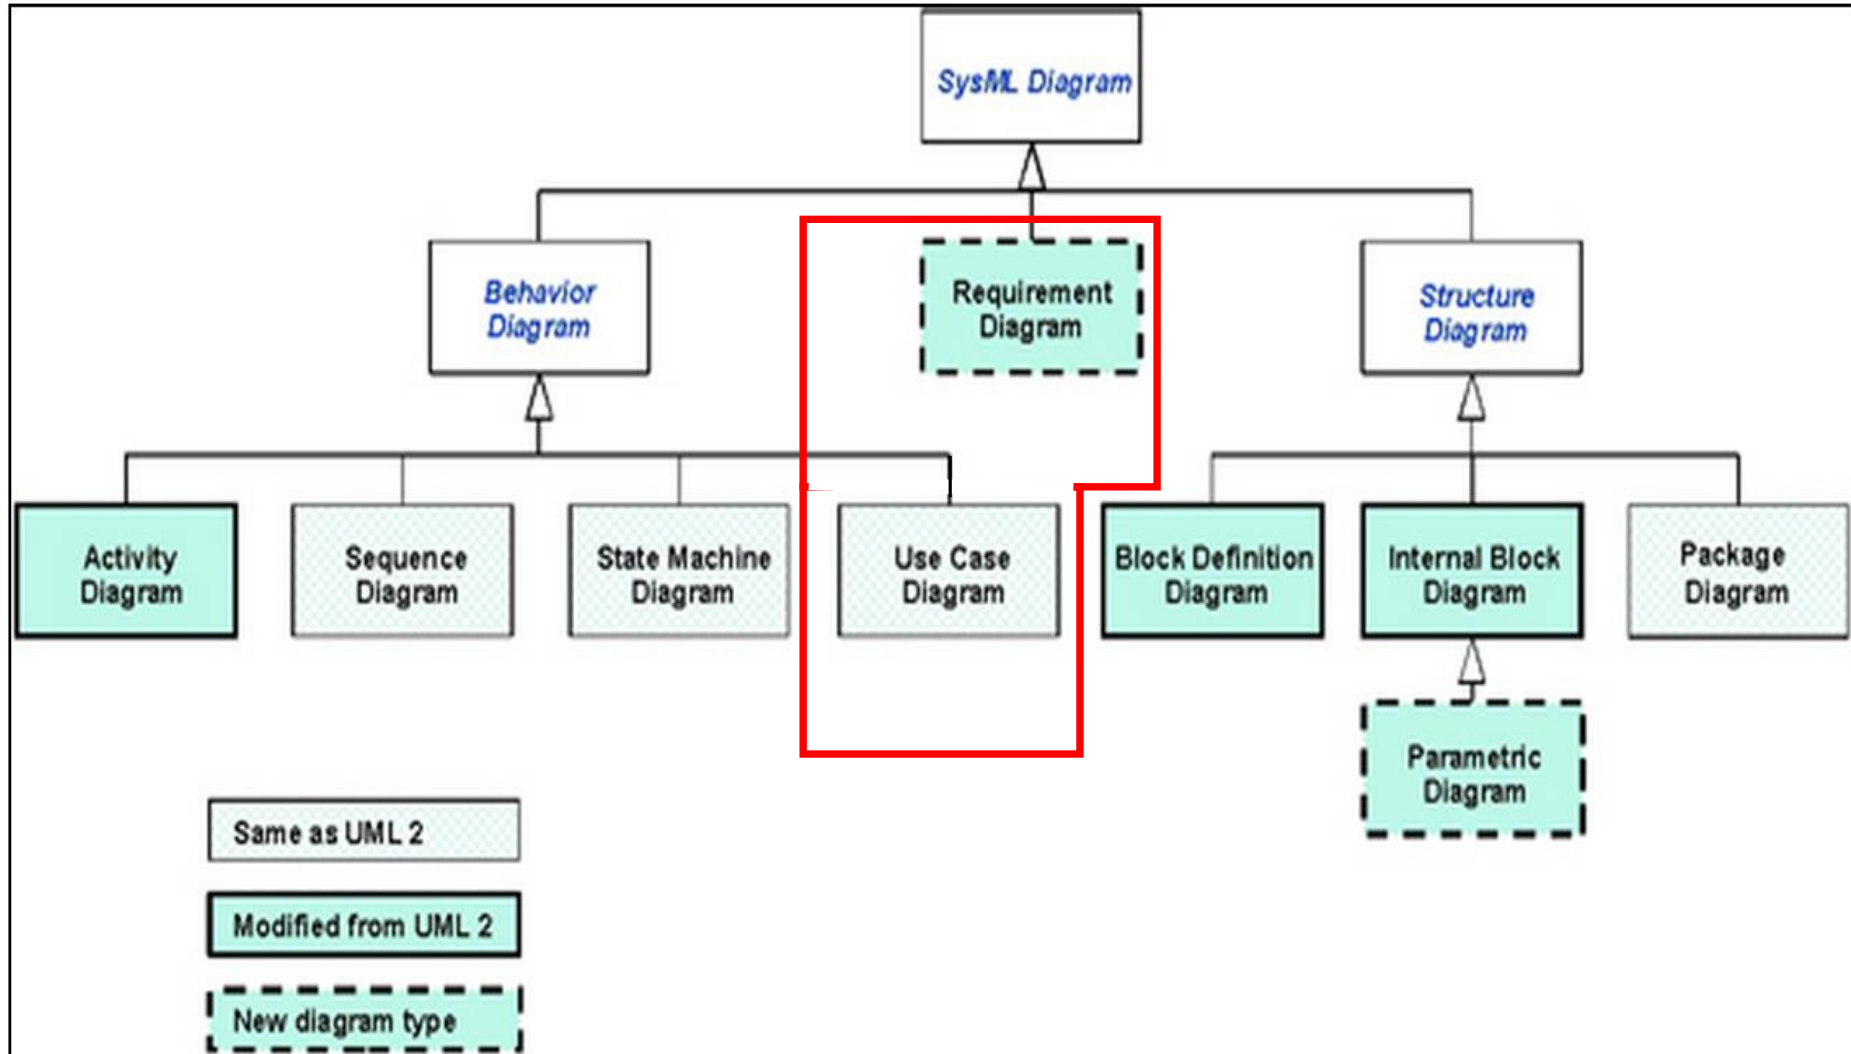 SysML Diagram
Behavior
Diagram
Requirement
Diagram
Structure
Diagram
Activity
Diagram
Sequence
Diagram
State Machine
Diagram
Use Case
Diagram
Block Definition
Diagram
Internal Block
Diagram
Package
Diagram
Parametric
Diagram
Same as UML 2
Modified from UML 2
New diagram type